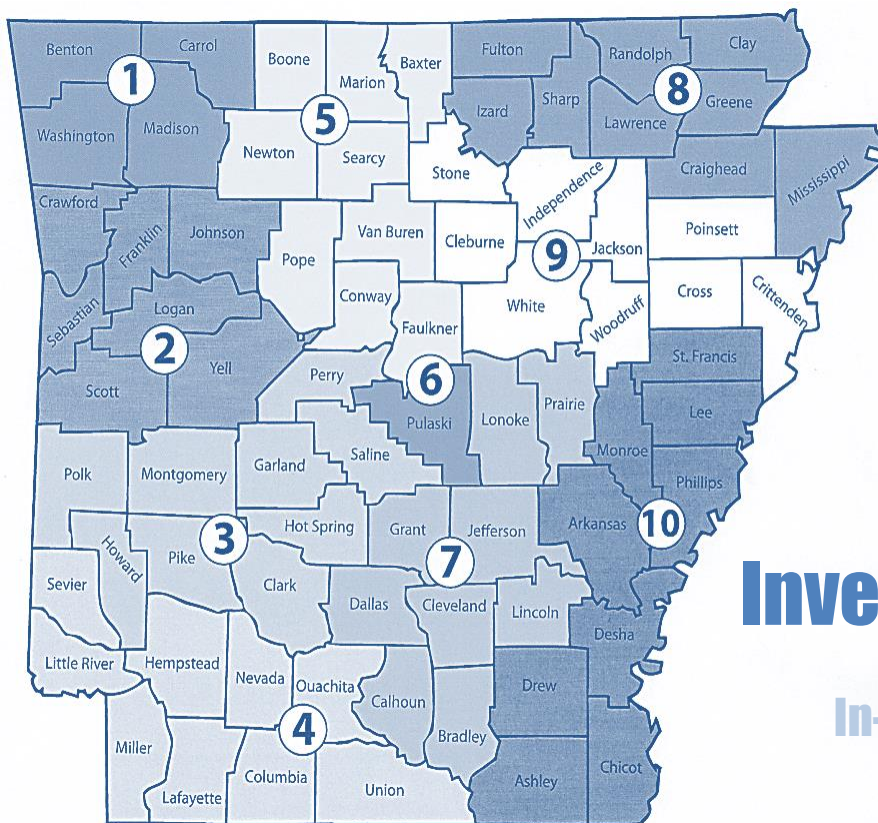 Benton
Carrol
Boone
Marion
Baxter
Fulton
Randolph
Clay
1
8
5
Izard
Sharp
Greene
Lawrence
Washington
Madison
Newton
Searcy
Stone
Independence
Craighead
Mississippi
Crawford
Franklin
Johnson
Pope
Van Buren
Cleburne
9
Jackson
Poinsett
Sebastian
Logan
Conway
Faulkner
White
Woodruff
Cross
Crittenden
2
Scott
Yell
Perry
6
Pulaski
Lonoke
Prairie
St. Francis
Lee
Monroe
Phillips
Polk
Montgomery
Garland
Saline
Hot Spring
Grant
Jefferson
Arkansas
10
3
7
Howard
Pike
Sevier
Clark
Dallas
Cleveland
Lincoln
Desha
Inve
Little River
Hempstead
Nevada
Ouachita
Calhoun
Bradley
Drew
4
In-
Miller
Lafayette
Columbia
Union
Ashley
Chicot